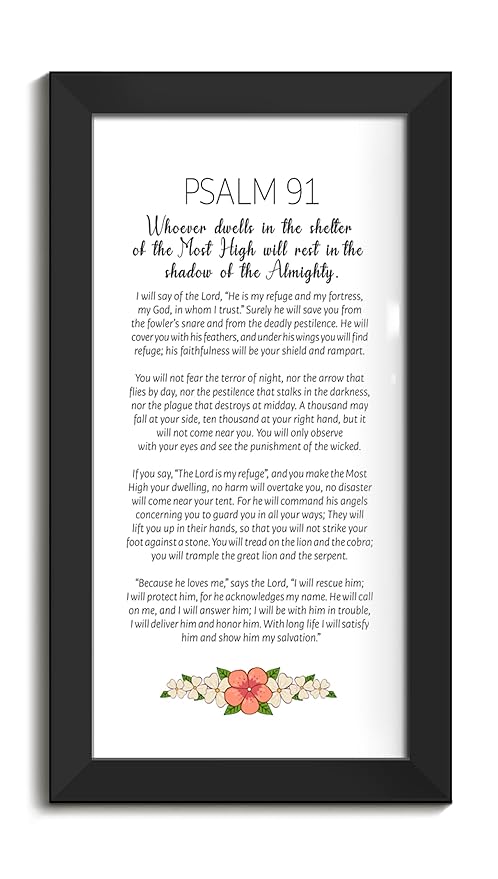 PSALM 91
Whoever dwells in the shelter
of the Most High will rest in the
shadow of the Almighty.
I will say of the Lord, “He is my refuge and my fortress,
my God, in whom I trust.” Surely he will save you from
the fowler’s snare and from the deadly pestilence. He will
cover you with his feathers, and under his wings you will find
refuge; his faithfulness will be your shield and rampart.
You will not fear the terror of night, nor the arrow that
flies by day, nor the pestilence that stalks in the darkness,
nor the plague that destroys at midday. A thousand may
fall at your side, ten thousand at your right hand, but it
will not come near you. You will only observe
with your eyes and see the punishment of the wicked.
If you say, “The Lord is my refuge”, and you make the Most
High your dwelling, no harm will overtake you, no disaster
will come near your tent. For he will command his angels
concerning you to guard you in all your ways; They will
lift you up in their hands, so that you will not strike your
foot against a stone. You will tread on the lion and the cobra;
you will trample the great lion and the serpent.
“Because he loves me,” says the Lord, “I will rescue him;
I will protect him, for he acknowledges my name. He will call
on me, and I will answer him; I will be with him in trouble,
I will deliver him and honor him. With long life I will satisfy
him and show him my salvation.”